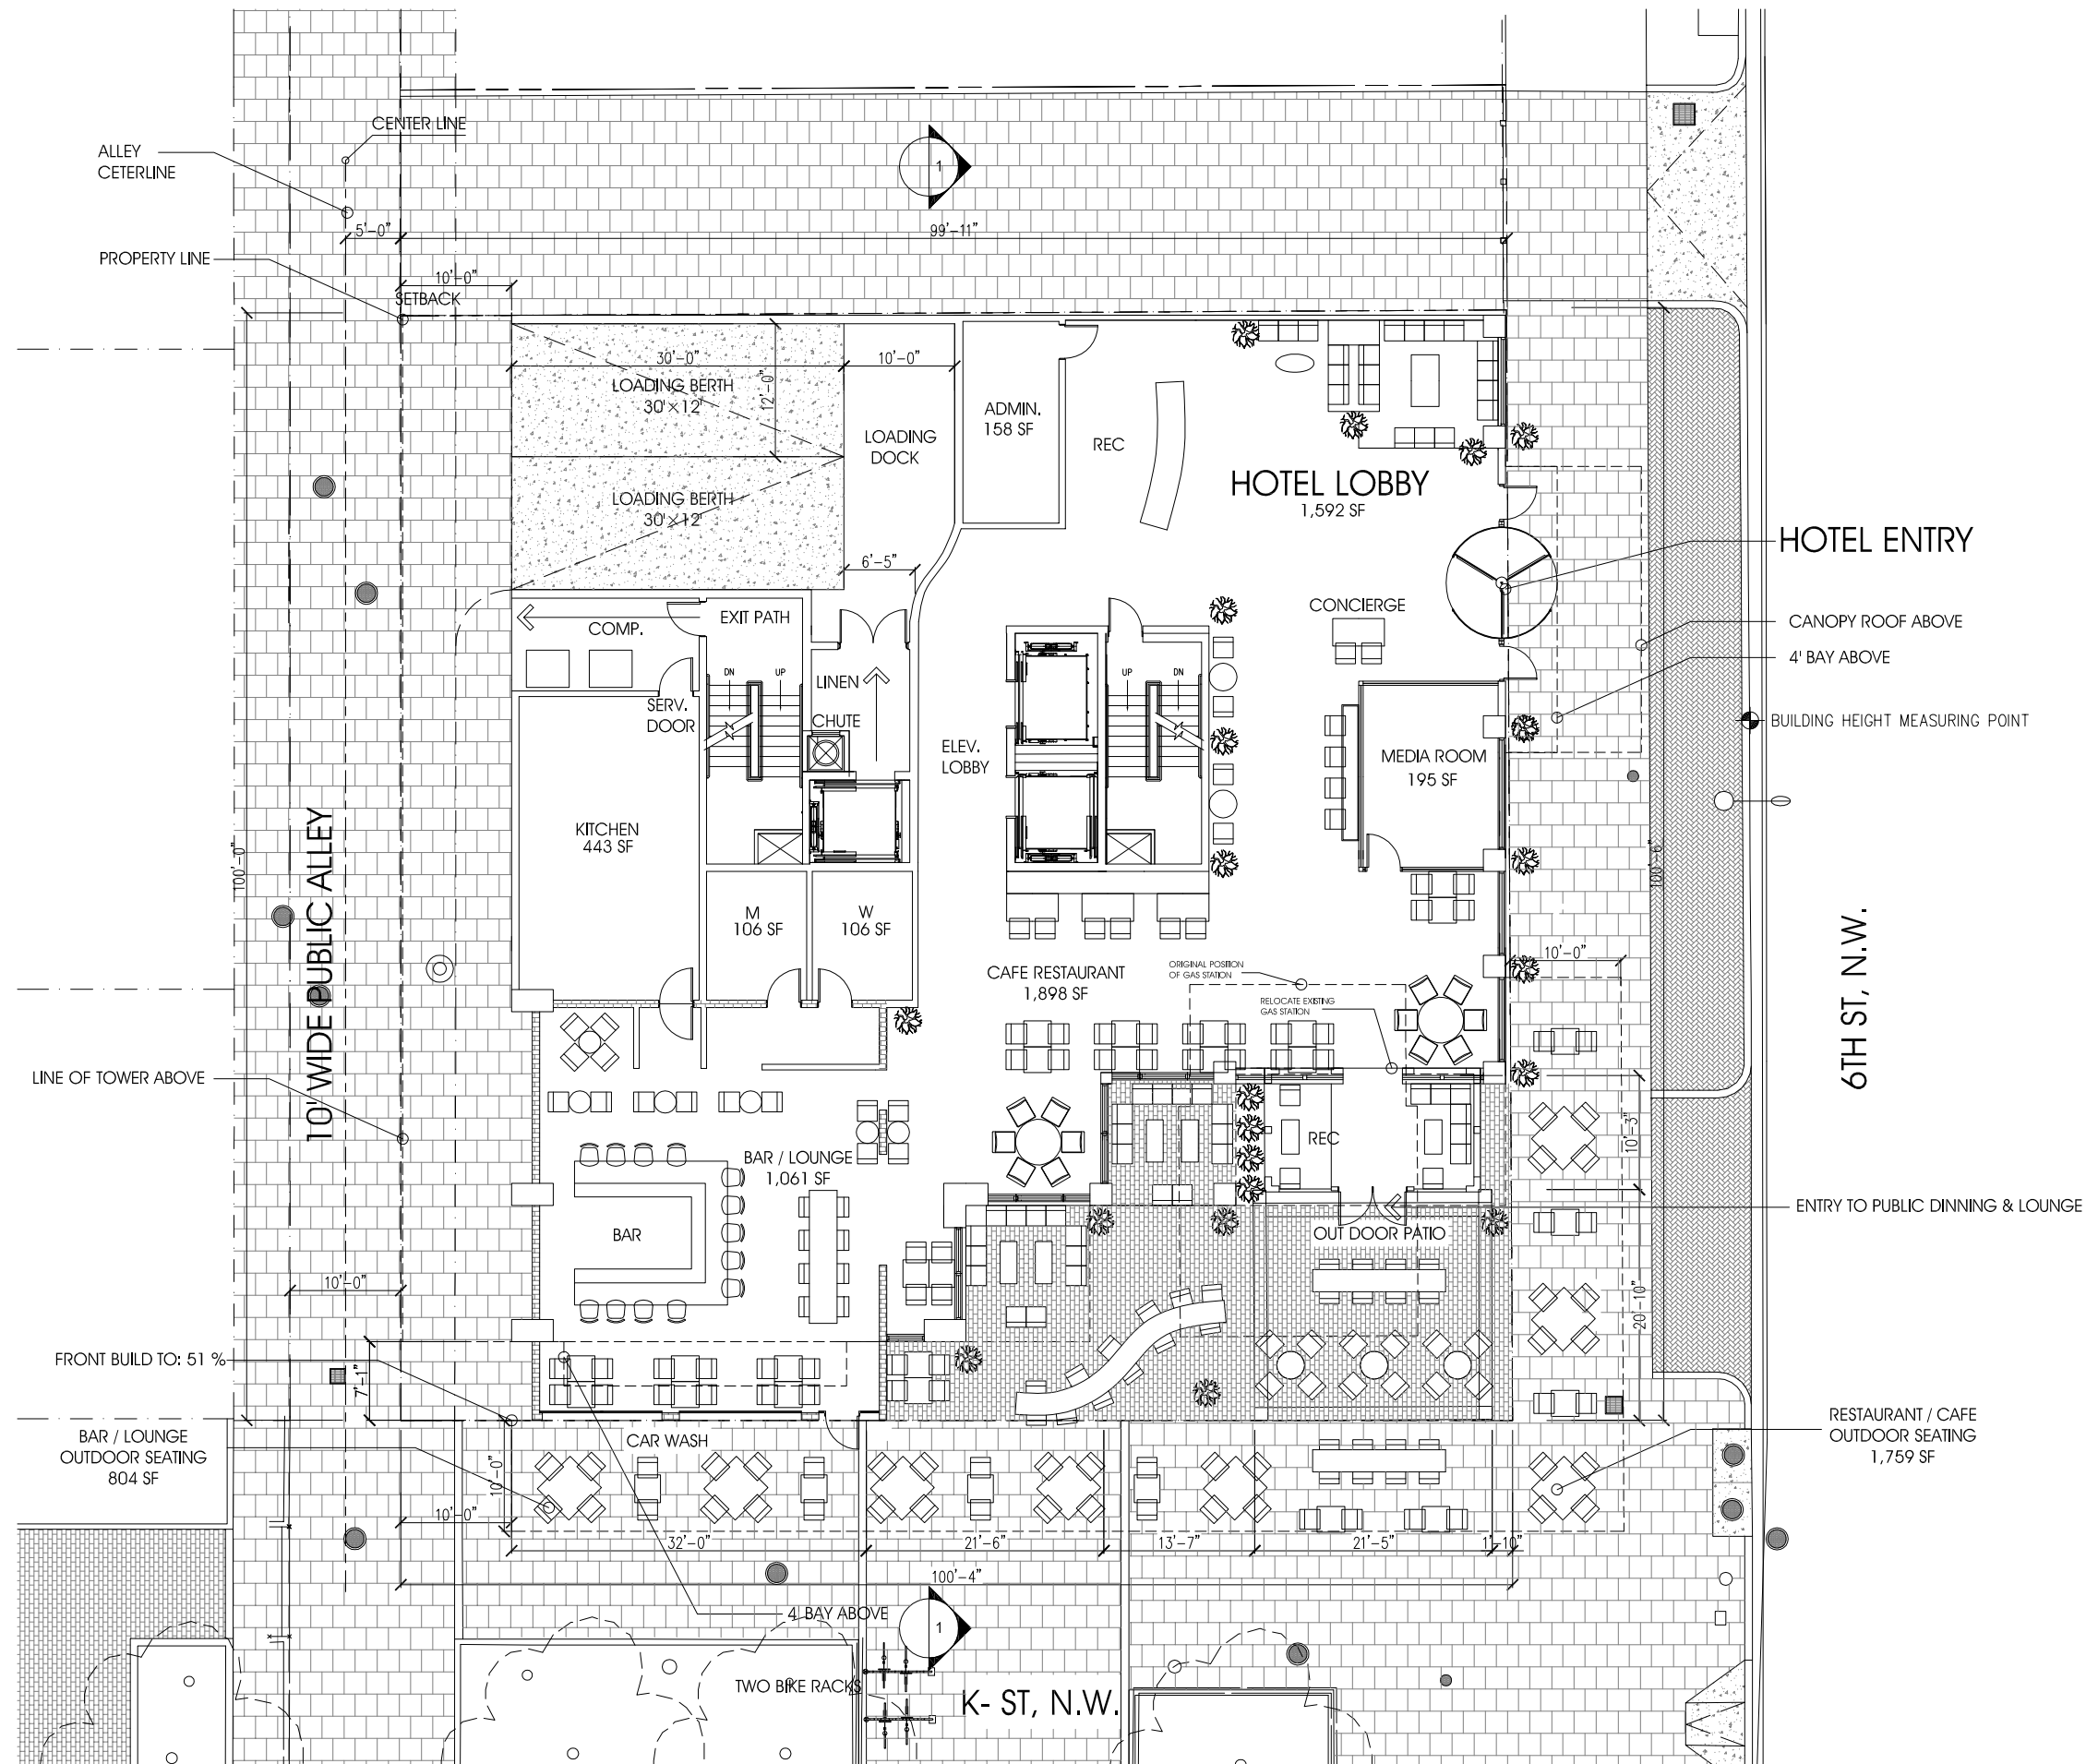 CENTER LINE
ALLEY
CETERLINE
1
5'-0"
99'-11"
PROPERTY LINE
10'-0"
SETBACK
30'-0"
10'-0"
LOADING BERTH
30'×12'
12'-0"
ADMIN.
158 SF
LOADING
DOCK
REC
HOTEL LOBBY
1,592 SF
LOADING BERTH
30'×12'
HOTEL ENTRY
6'-5"
CONCIERGE
EXIT PATH
COMP.
CANOPY ROOF ABOVE
4' BAY ABOVE
DN
UP
LINEN
UP
DN
SERV.
DOOR
CHUTE
BUILDING HEIGHT MEASURING POINT
ELEV.
LOBBY
MEDIA ROOM
195 SF
KITCHEN
443 SF
100'-0"
100'-6"
10' WIDE PUBLIC ALLEY
M
106 SF
W
106 SF
6TH ST, N.W.
10'-0"
CAFE RESTAURANT
1,898 SF
ORIGINAL POSITION
OF GAS STATION
RELOCATE EXISTING
GAS STATION
LINE OF TOWER ABOVE
10'-3"
REC
BAR / LOUNGE
1,061 SF
ENTRY TO PUBLIC DINNING & LOUNGE
BAR
OUT DOOR PATIO
10'-0"
20'-10"
FRONT BUILD TO: 51 %
7'-1"
RESTAURANT / CAFE
OUTDOOR SEATING
1,759 SF
BAR / LOUNGE
OUTDOOR SEATING
804 SF
CAR WASH
10'-0"
10'-0"
32'-0"
21'-6"
13'-7"
21'-5"
1'-10"
100'-4"
4' BAY ABOVE
1
TWO BIKE RACKS
K- ST, N.W.